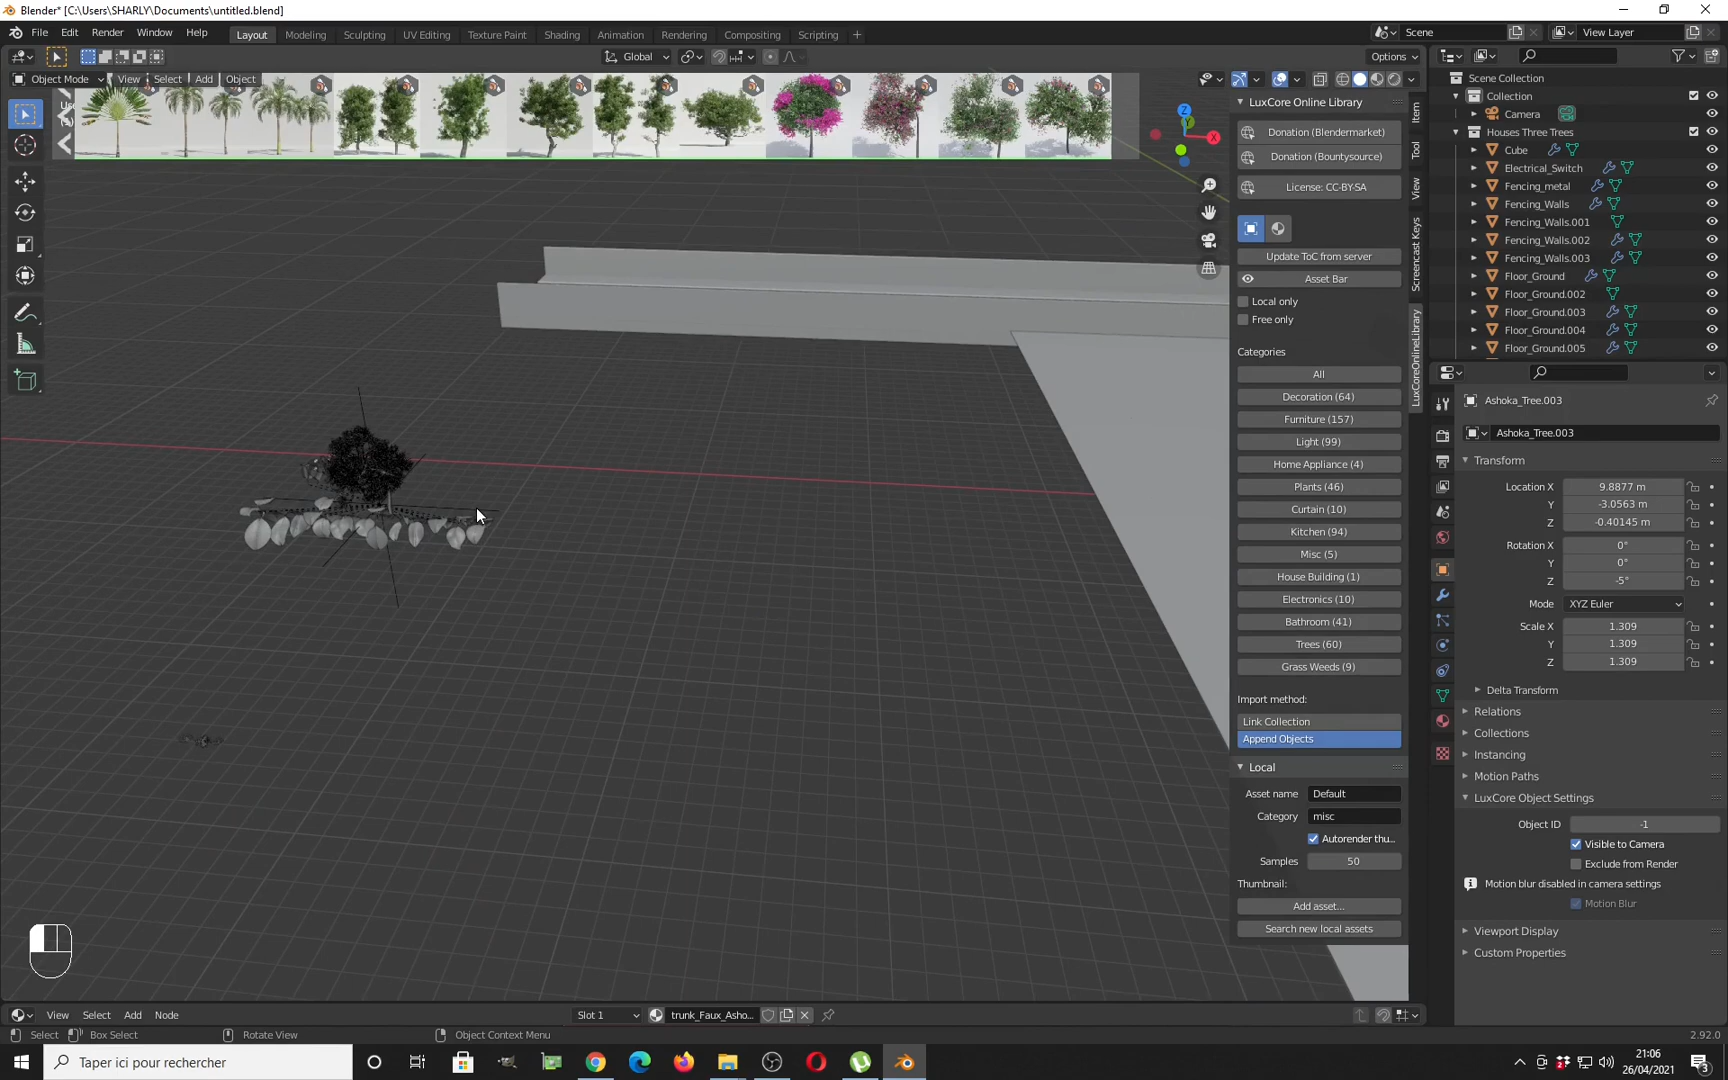 Blender* [C:\Users\SHARLY\Documents\untitled.blend]
File Edit Render Window Help
Layout Modeling Sculpting UV Editing Texture Paint Shading Animation Rendering Compositing Scripting +
Scene View Layer
Global Options
Object Mode View Select Add Object
LuxCore Online Library
Donation (Blendermarket)
Donation (Bountysource)
License: CC-BY-SA
Update ToC from server
Asset Bar
Local only
Free only
Categories
All
Decoration (64)
Furniture (157)
Light (99)
Home Appliance (4)
Plants (46)
Curtain (10)
Kitchen (94)
Misc (5)
House Building (1)
Electronics (10)
Bathroom (41)
Trees (60)
Grass Weeds (9)
Import method:
Link Collection
Append Objects
Local
Asset name Default
Category misc
Autorender thu...
Samples 50
Thumbnail:
Add asset...
Search new local assets
Item
Tool
View
Screencast Keys
LuxCoreOnlineLibrary
Z
X
Scene Collection
Collection
Camera
Houses Three Trees
Cube
Electrical_Switch
Fencing_metal
Fencing_Walls
Fencing_Walls.001
Fencing_Walls.002
Fencing_Walls.003
Floor_Ground
Floor_Ground.002
Floor_Ground.003
Floor_Ground.004
Floor_Ground.005
Ashoka_Tree.003
Ashoka_Tree.003
Transform
Location X 9.8877 m
Y -3.0563 m
Z -0.40145 m
Rotation X 0°
Y 0°
Z -5°
Mode XYZ Euler
Scale X 1.309
Y 1.309
Z 1.309
Delta Transform
Relations
Collections
Instancing
Motion Paths
LuxCore Object Settings
Object ID -1
Visible to Camera
Exclude from Render
Motion blur disabled in camera settings
Motion Blur
Viewport Display
Custom Properties
View Select Add Node Slot 1 trunk_Faux_Asho...
Select Box Select Rotate View Object Context Menu 2.92.0
Taper ici pour rechercher
21:06
26/04/2021
3